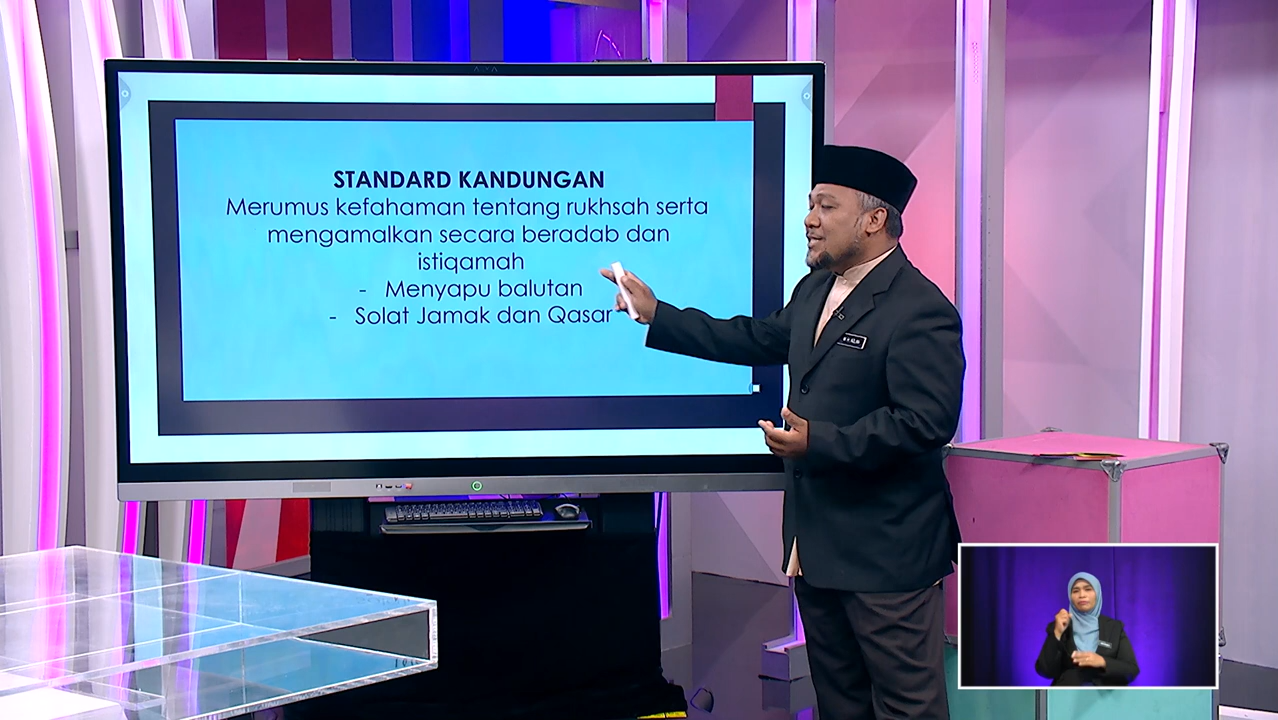 STANDARD KANDUNGAN
Merumus kefahaman tentang rukhsah serta
mengamalkan secara beradab dan
istiqamah
- Menyapu balutan
- Solat Jamak dan Qasar